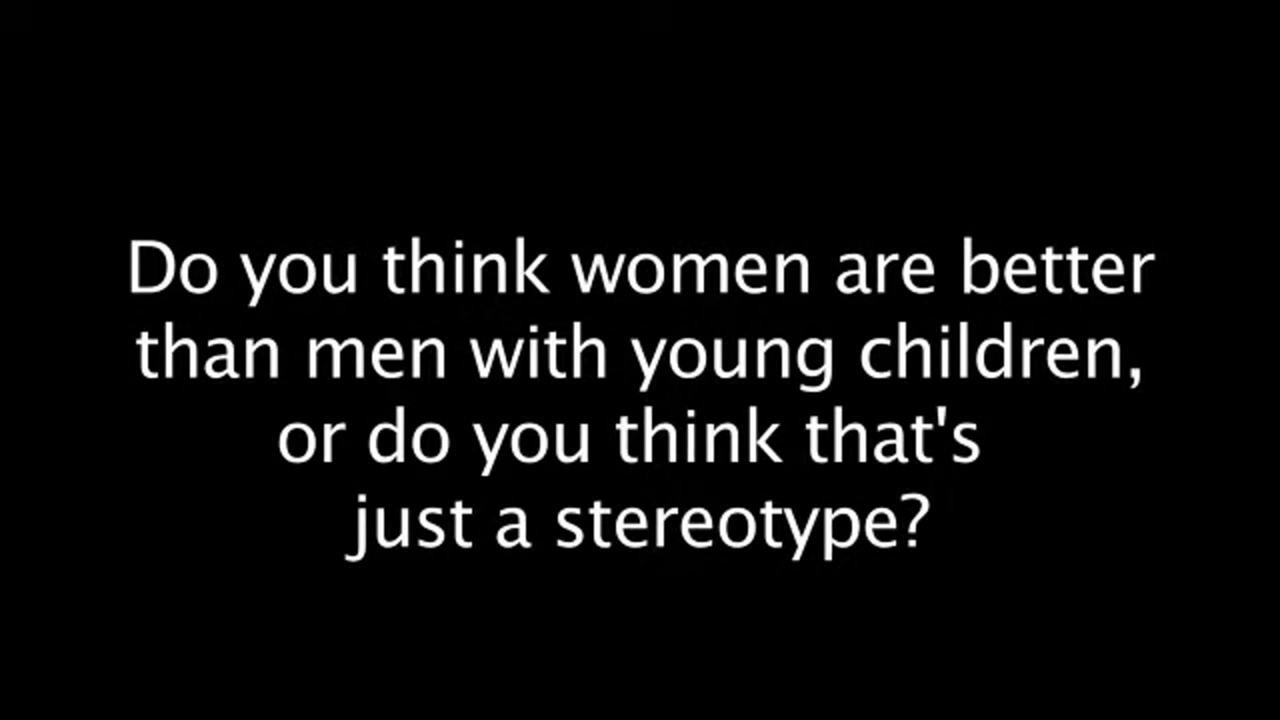 Do you think women are better
than men with young children,
or do you think that's
just a stereotype?